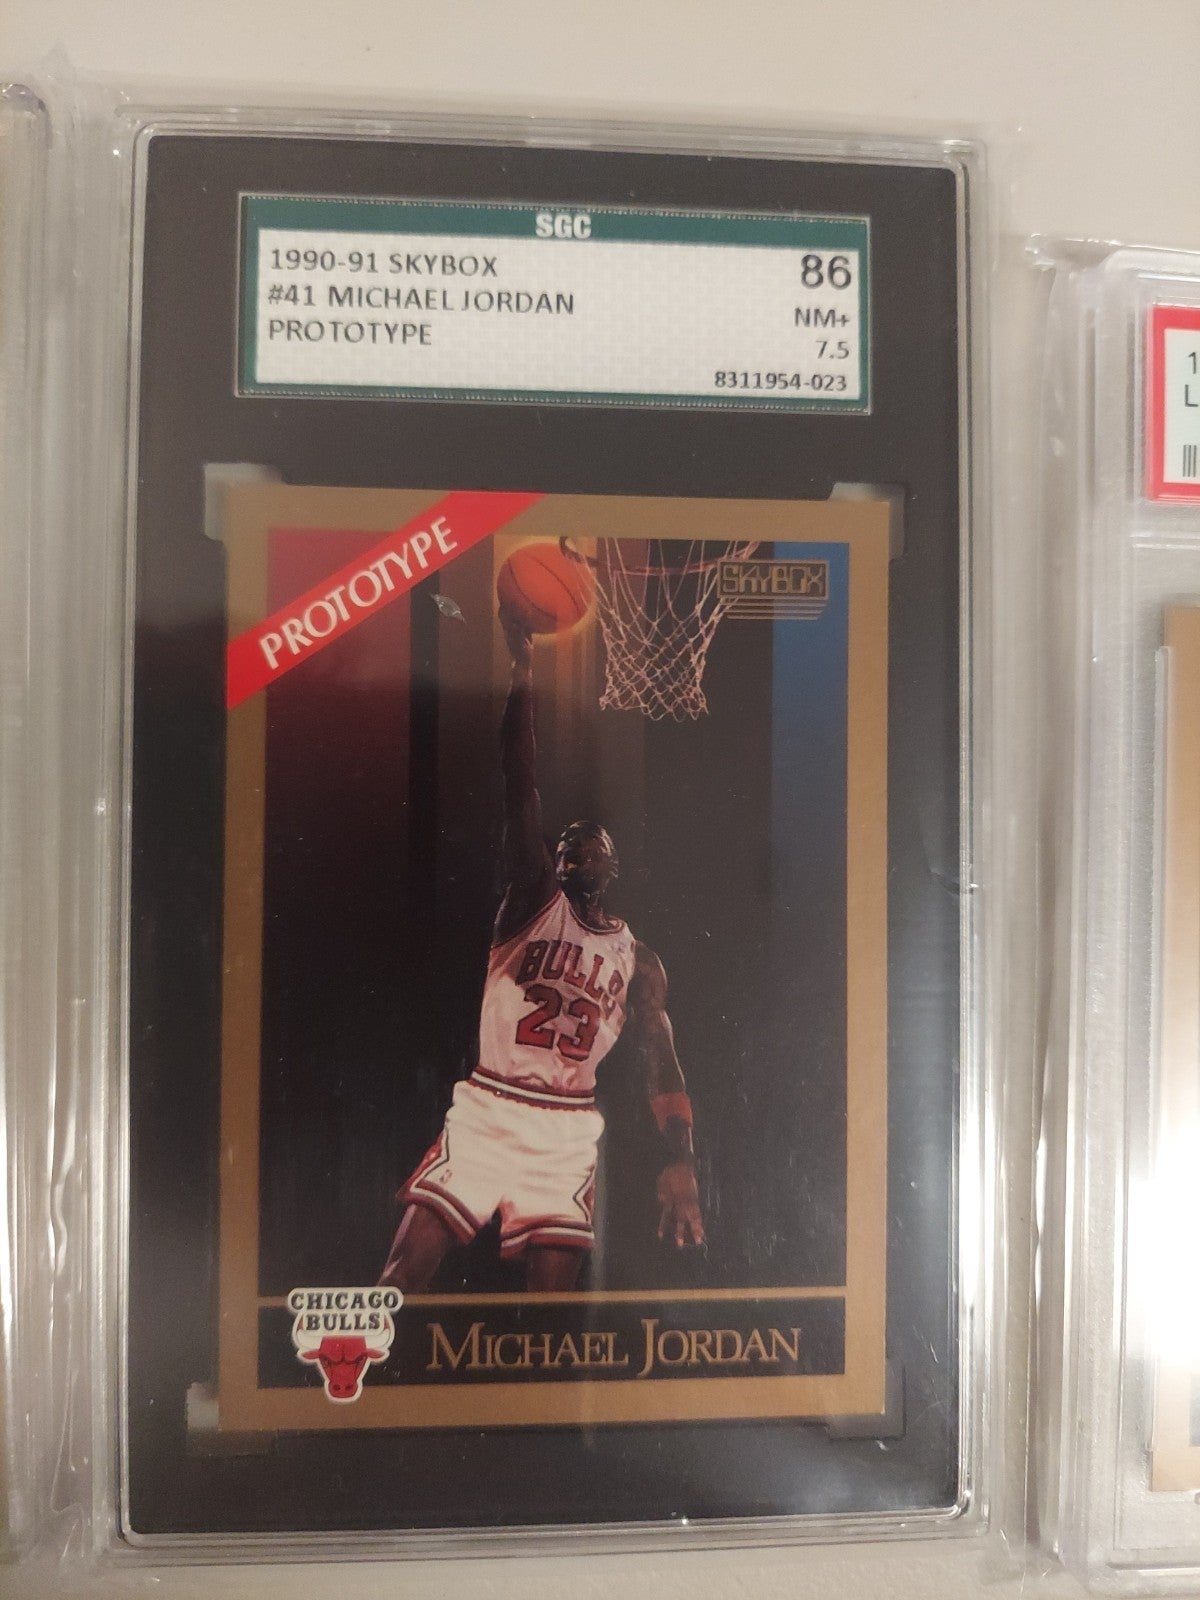 SGC
1990-91 SKYBOX
86
#41 MICHAEL JORDAN
NM+
PROTOTYPE
7.5
8311954-023
1
L
PROTOTYPE
SKYBOX
BULLS
23
CHICAGO
BULLS
MICHAEL JORDAN